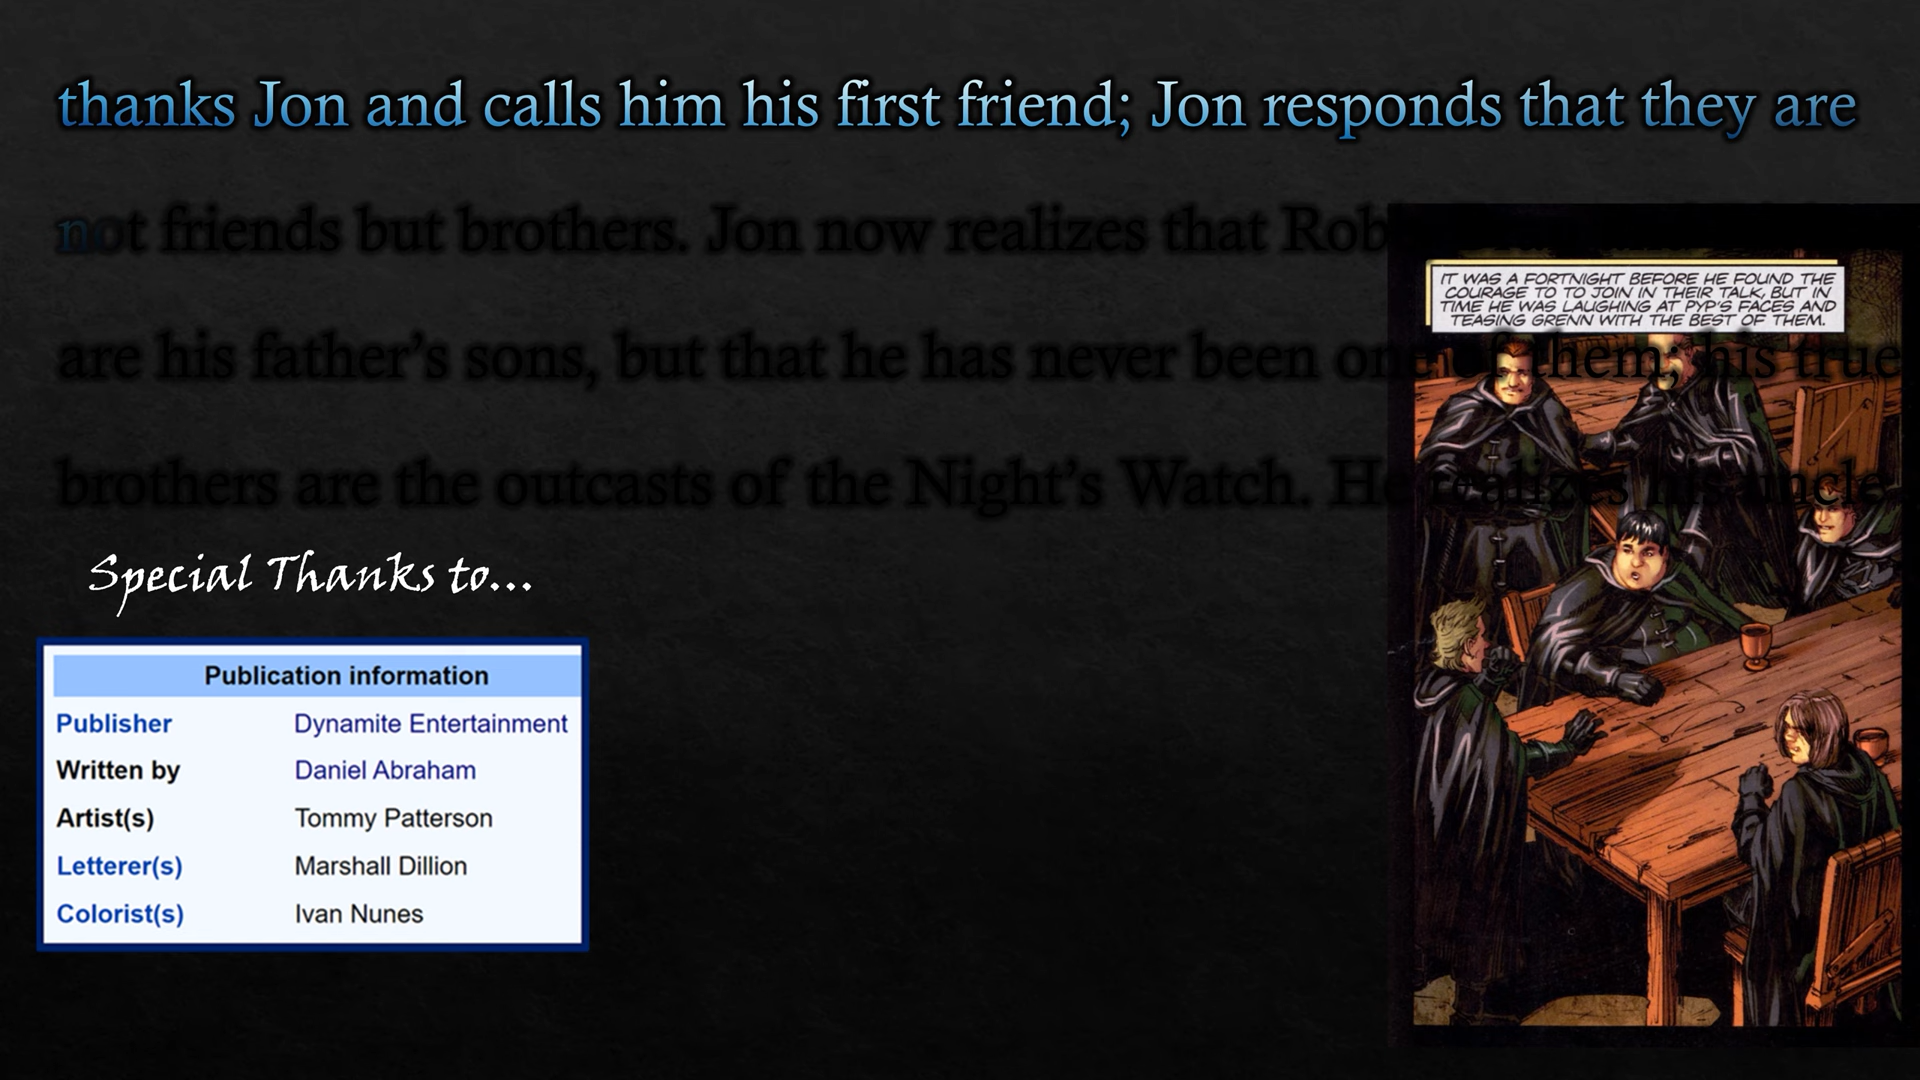 thanks Jon and calls him his first friend; Jon responds that they are
not friends but brothers. Jon now realizes that Rob
are his father's sons, but that he has never been one of them; his true
brothers are the outcasts of the Night's Watch. He realizes his uncle
IT WAS A FORTNIGHT BEFORE HE FOUND THE
COURAGE TO TO JOIN IN THEIR TALK, BUT IN
TIME HE WAS LAUGHING AT PYP'S FACES AND
TEASING GRENN WITH THE BEST OF THEM.
Special Thanks to...
Publication information
Publisher Dynamite Entertainment
Written by Daniel Abraham
Artist(s) Tommy Patterson
Letterer(s) Marshall Dillion
Colorist(s) Ivan Nunes